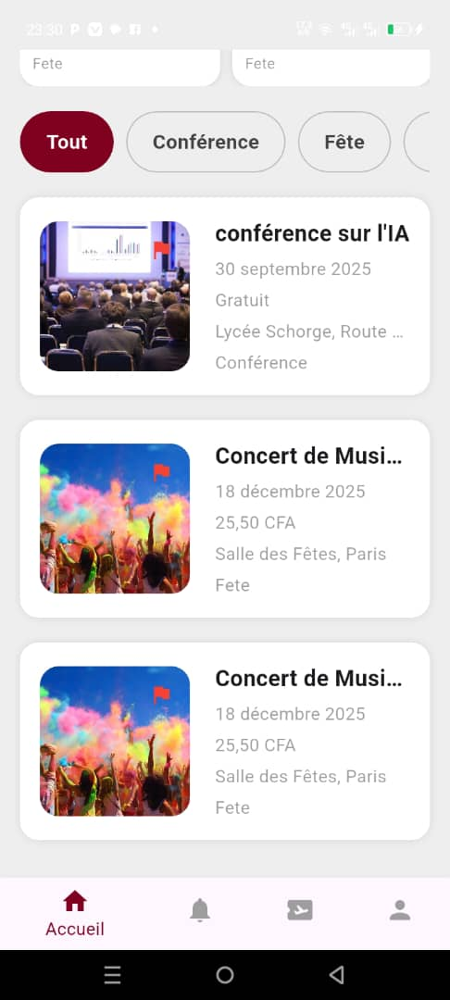 23:30
Fete
Fete
Tout
Conférence
Fête
conférence sur l'IA
30 septembre 2025
Gratuit
Lycée Schorge, Route ...
Conférence
Concert de Musi...
18 décembre 2025
25,50 CFA
Salle des Fêtes, Paris
Fete
Concert de Musi...
18 décembre 2025
25,50 CFA
Salle des Fêtes, Paris
Fete
Accueil